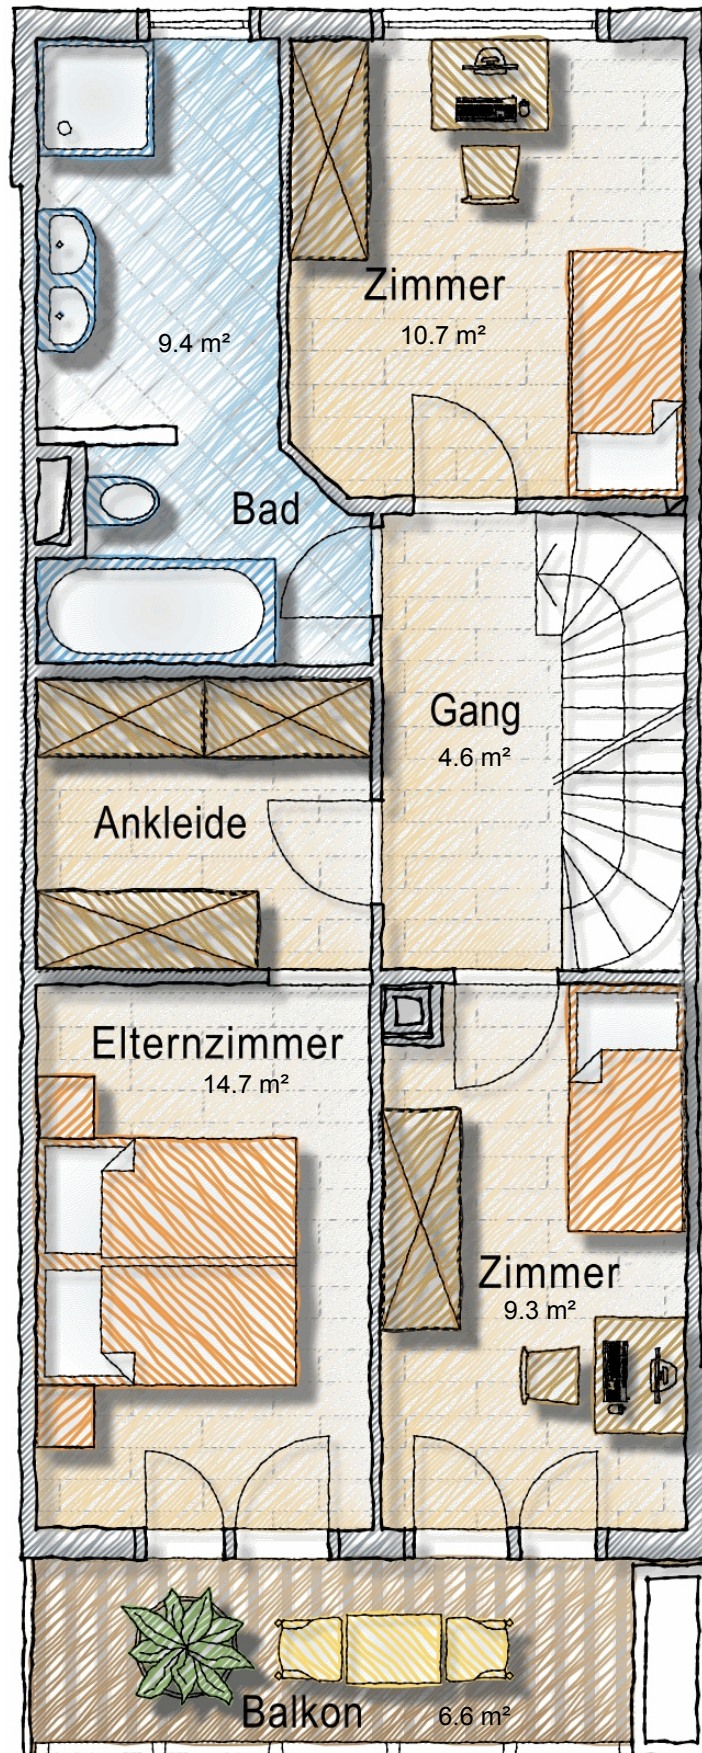 Zimmer
10.7 m²
9.4 m²
Bad
Gang
4.6 m²
Ankleide
Elternzimmer
14.7 m²
Zimmer
9.3 m²
Balkon 6.6 m²